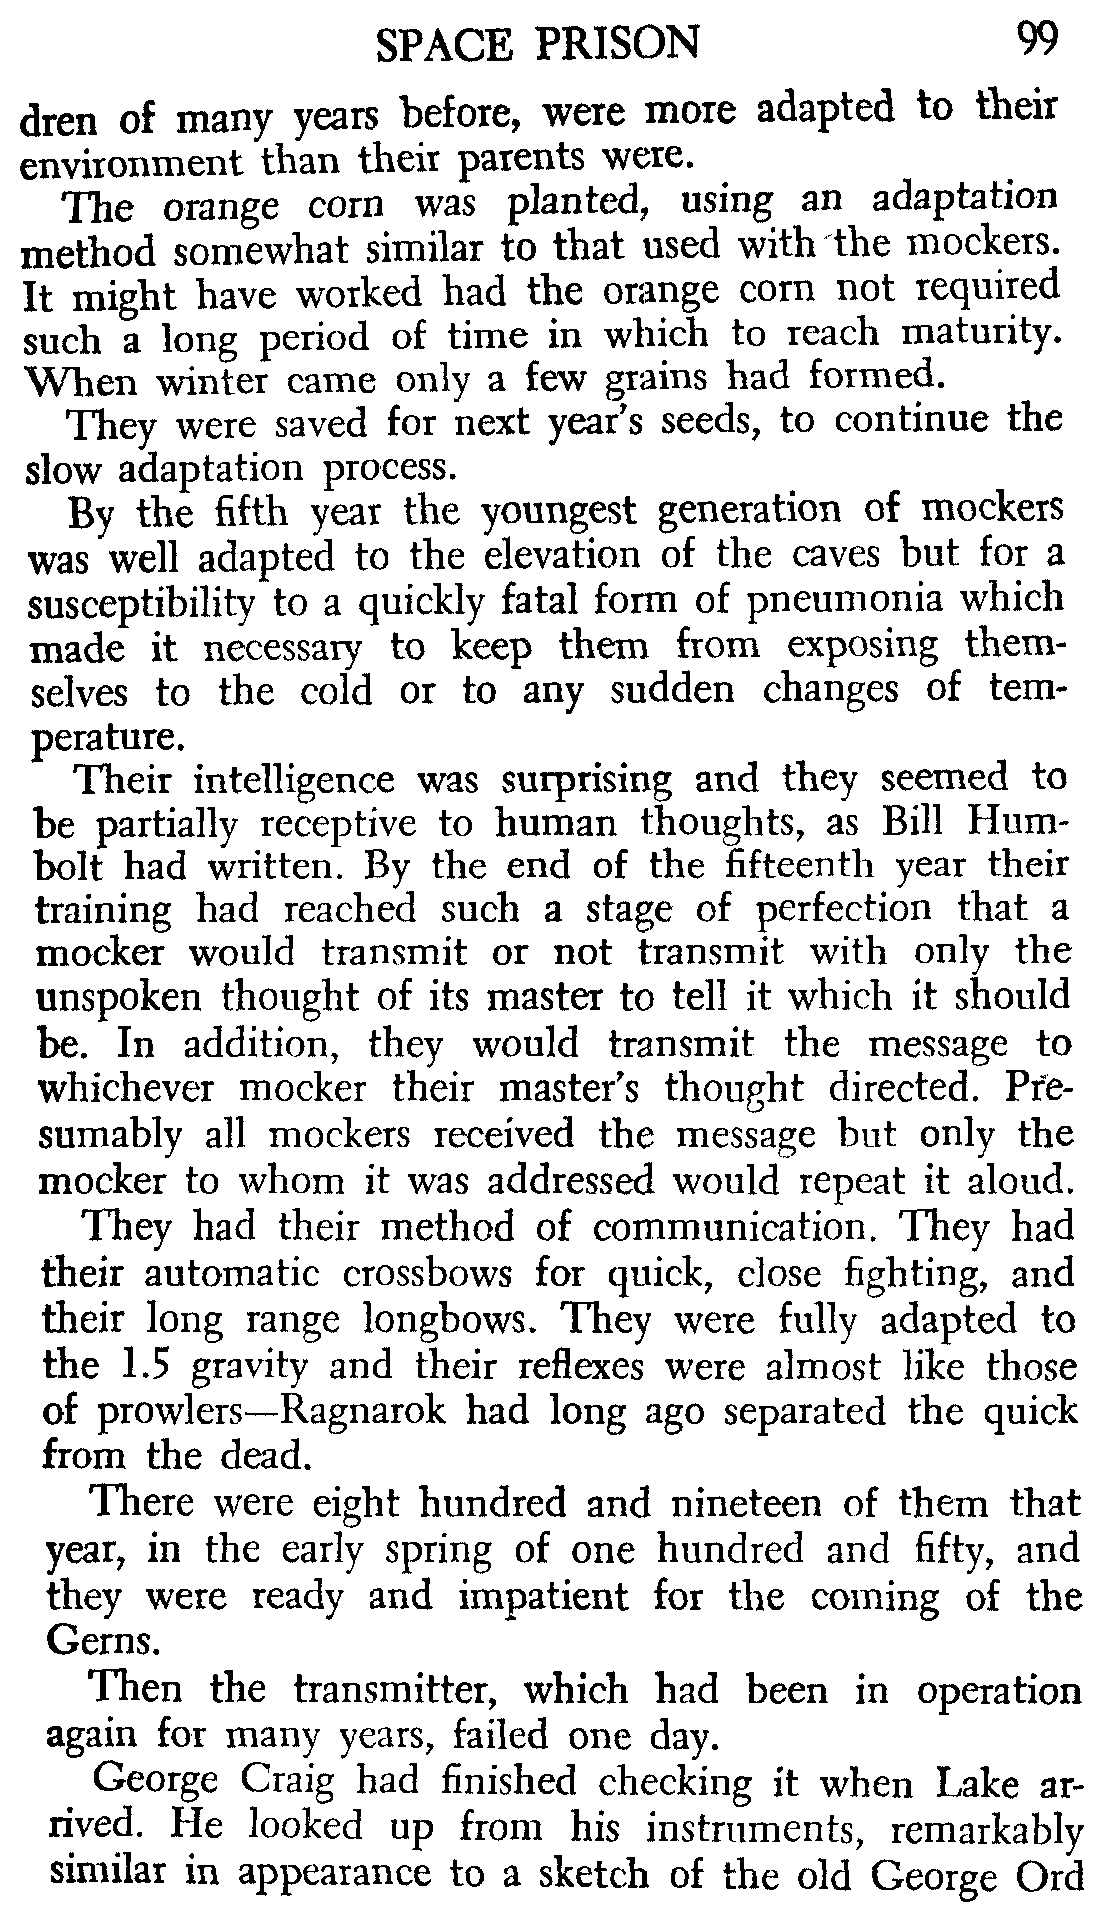 SPACE PRISON 99
dren of many years before, were more adapted to their
environment than their parents were.
The orange corn was planted, using an adaptation
method somewhat similar to that used with the mockers.
It might have worked had the orange corn not required
such a long period of time in which to reach maturity.
When winter came only a few grains had formed.
They were saved for next year's seeds, to continue the
slow adaptation process.
By the fifth year the youngest generation of mockers
was well adapted to the elevation of the caves but for a
susceptibility to a quickly fatal form of pneumonia which
made it necessary to keep them from exposing them-
selves to the cold or to any sudden changes of tem-
perature.
Their intelligence was surprising and they seemed to
be partially receptive to human thoughts, as Bill Hum-
bolt had written. By the end of the fifteenth year their
training had reached such a stage of perfection that a
mocker would transmit or not transmit with only the
unspoken thought of its master to tell it which it should
be. In addition, they would transmit the message to
whichever mocker their master's thought directed. Pre-
sumably all mockers received the message but only the
mocker to whom it was addressed would repeat it aloud.
They had their method of communication. They had
their automatic crossbows for quick, close fighting, and
their long range longbows. They were fully adapted to
the 1.5 gravity and their reflexes were almost like those
of prowlers—Ragnarok had long ago separated the quick
from the dead.
There were eight hundred and nineteen of them that
year, in the early spring of one hundred and fifty, and
they were ready and impatient for the coming of the
Gerns.
Then the transmitter, which had been in operation
again for many years, failed one day.
George Craig had finished checking it when Lake ar-
rived. He looked up from his instruments, remarkably
similar in appearance to a sketch of the old George Ord